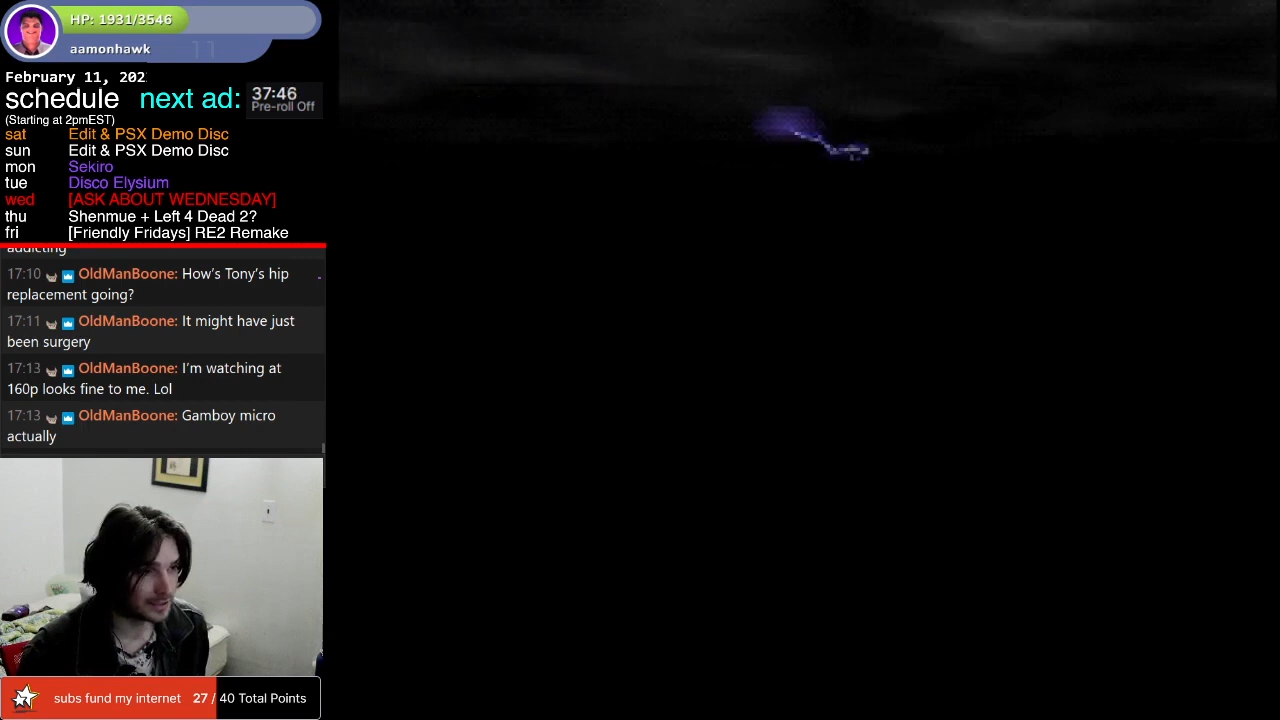 HP: 1931/3546
aamonhawk
11
February 11, 202
schedule next ad: 37:46
Pre-roll Off
(Starting at 2pmEST)
sat Edit & PSX Demo Disc
sun Edit & PSX Demo Disc
mon Sekiro
tue Disco Elysium
wed [ASK ABOUT WEDNESDAY]
thu Shenmue + Left 4 Dead 2?
fri [Friendly Fridays] RE2 Remake
addicting
17:10 OldManBoone: How's Tony's hip
replacement going?
17:11 OldManBoone: It might have just
been surgery
17:13 OldManBoone: I'm watching at
160p looks fine to me. Lol
17:13 OldManBoone: Gamboy micro
actually
subs fund my internet 27 / 40 Total Points